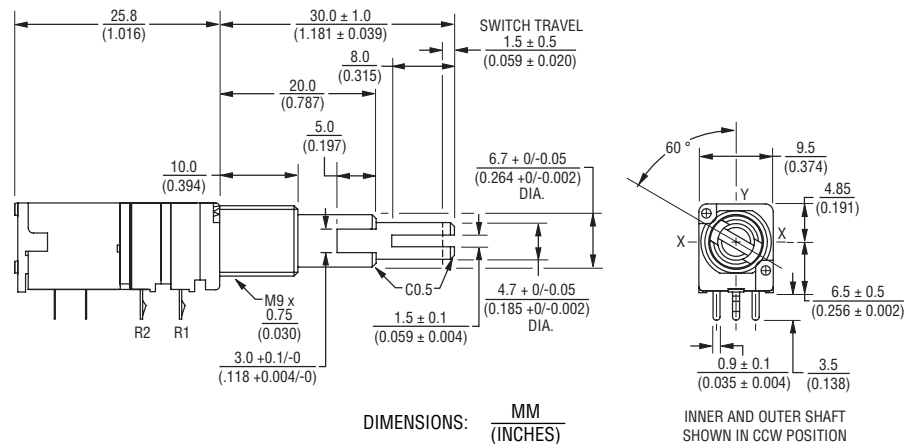 25.8
(1.016)
30.0 ± 1.0
(1.181 ± 0.039)
SWITCH TRAVEL
1.5 ± 0.5
(0.059 ± 0.020)
8.0
(0.315)
20.0
(0.787)
5.0
(0.197)
10.0
(0.394)
6.7 + 0/-0.05
(0.264 +0/-0.002)
DIA.
R2
R1
M9 x
0.75
(0.030)
3.0 +0.1/-0
(.118 +0.004/-0)
C0.5
1.5 ± 0.1
(0.059 ± 0.004)
4.7 + 0/-0.05
(0.185 +0/-0.002)
DIA.
60 °
9.5
(0.374)
4.85
(0.191)
Y
X
X
6.5 ± 0.5
(0.256 ± 0.002)
0.9 ± 0.1
(0.035 ± 0.004)
3.5
(0.138)
DIMENSIONS: MM
(INCHES)
INNER AND OUTER SHAFT
SHOWN IN CCW POSITION